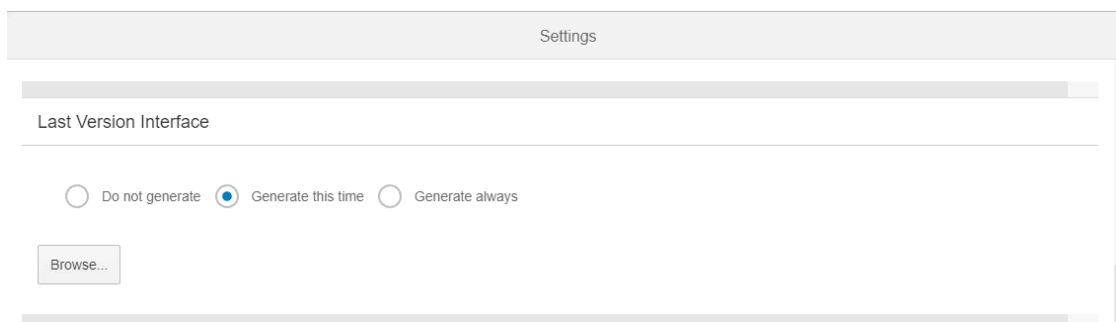 Settings
Last Version Interface
Do not generate Generate this time Generate always
Browse...